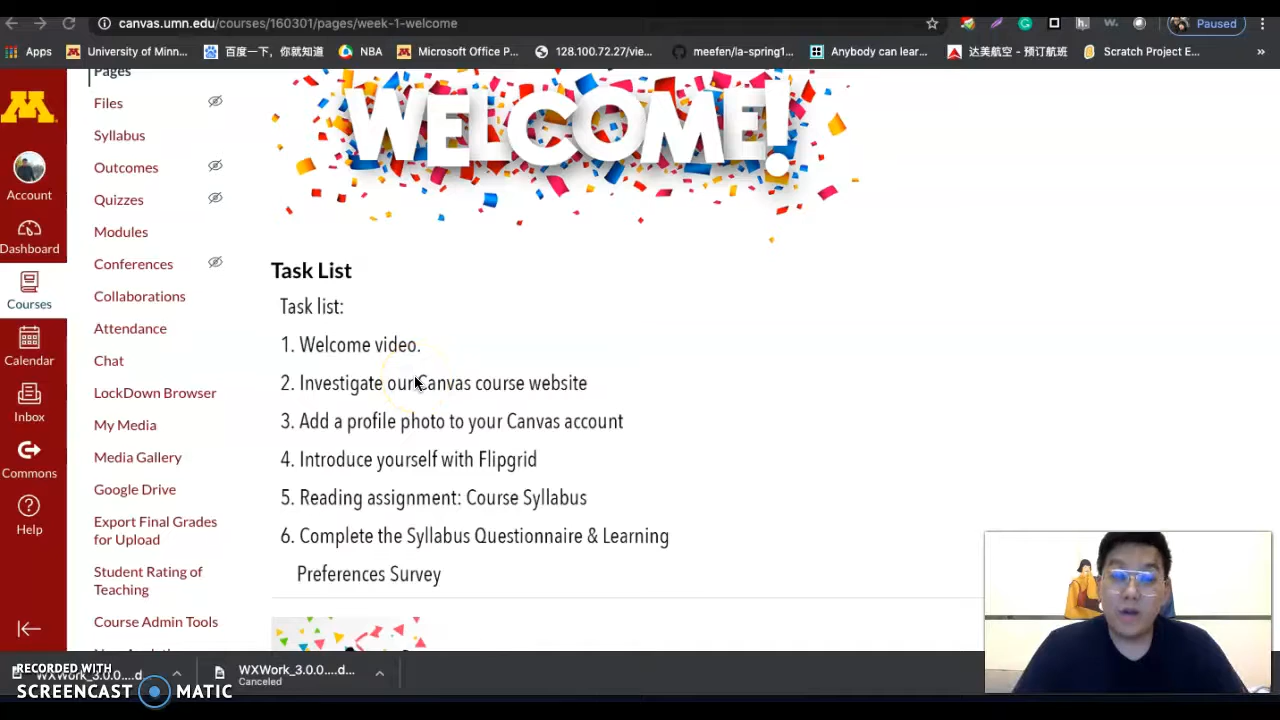 canvas.umn.edu/courses/160301/pages/week-1-welcome
h.
W.
Paused
Apps
University of Minn...
百度一下，你就知道
NBA
Microsoft Office P...
128.100.72.27/vie...
meefen/la-spring1...
Anybody can lear...
达美航空 - 预订航班
Scratch Project E...
»
M
Account
Dashboard
Courses
Calendar
Inbox
Commons
Help
Pages
Files
Syllabus
Outcomes
Quizzes
Modules
Conferences
Collaborations
Attendance
Chat
LockDown Browser
My Media
Media Gallery
Google Drive
Export Final Grades
for Upload
Student Rating of
Teaching
Course Admin Tools
WELCOME!
Task List
Task list:
1. Welcome video.
2. Investigate our Canvas course website
3. Add a profile photo to your Canvas account
4. Introduce yourself with Flipgrid
5. Reading assignment: Course Syllabus
6. Complete the Syllabus Questionnaire & Learning
Preferences Survey
WXWork_3.0.0....d...
WXWork_3.0.0....d...
Canceled
RECORDED WITH
SCREENCAST MATIC